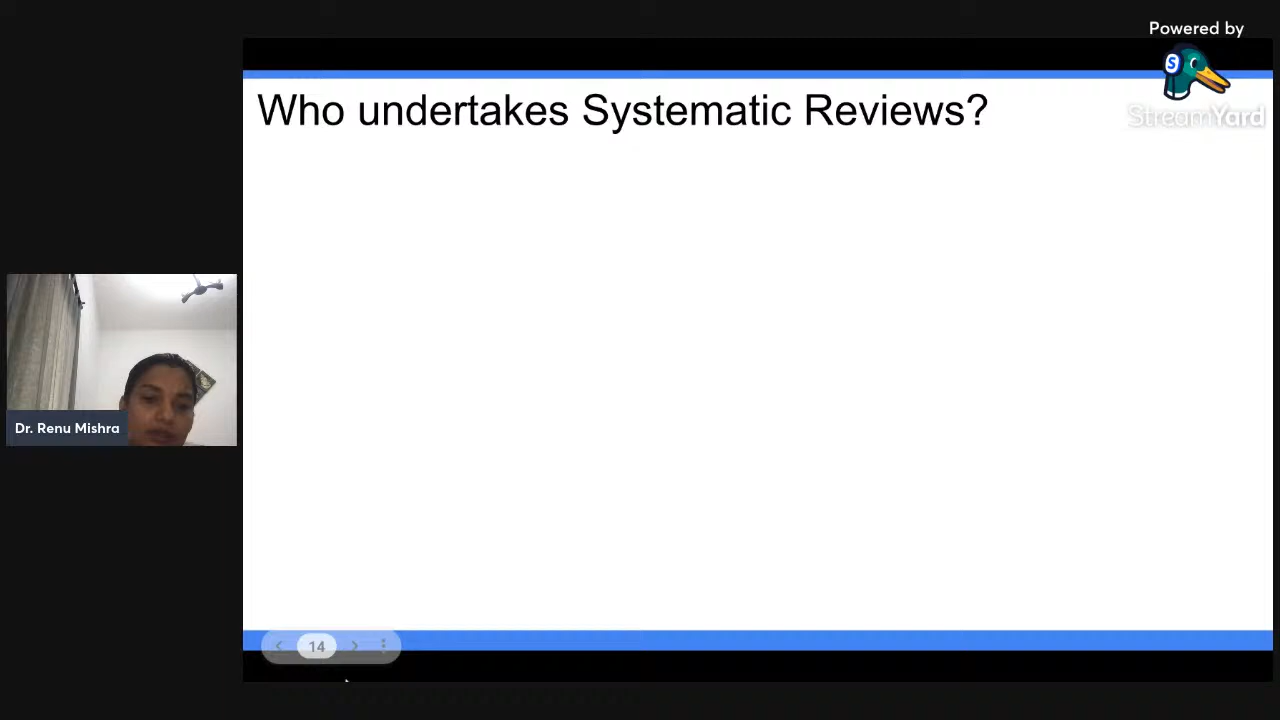 Powered by
S
StreamYard
Who undertakes Systematic Reviews?
Dr. Renu Mishra
14